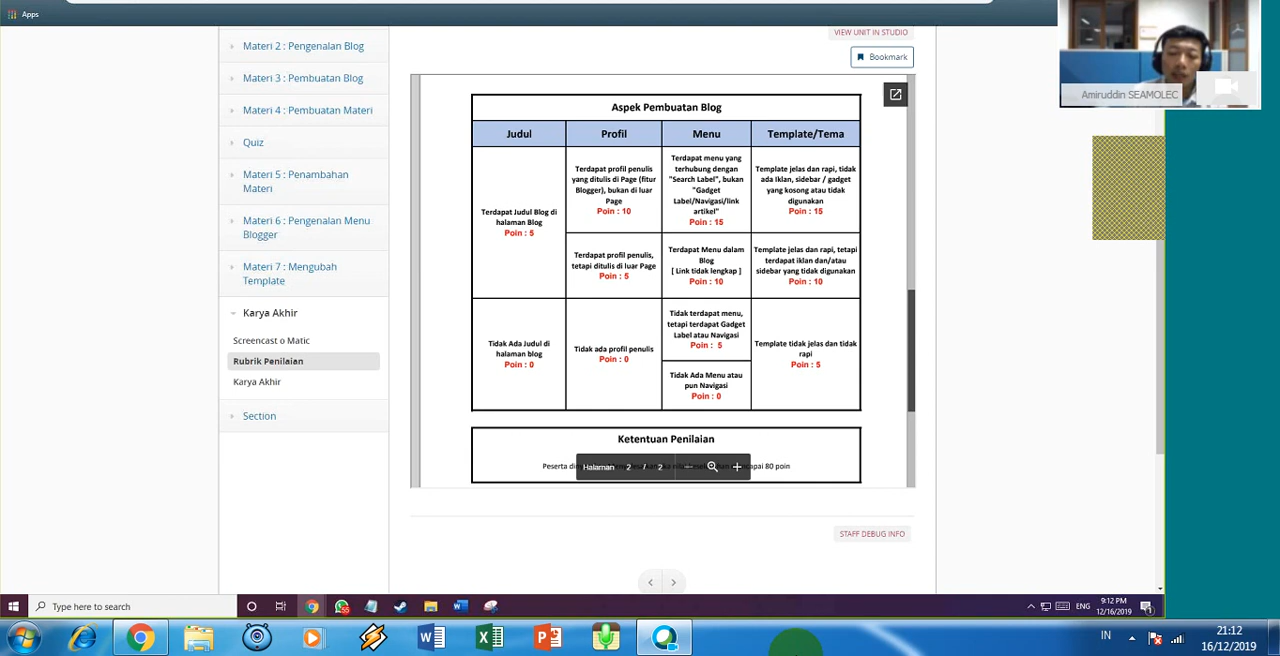 Apps
VIEW UNIT IN STUDIO
Bookmark
Amiruddin SEAMOLEC
Materi 2 : Pengenalan Blog
Materi 3 : Pembuatan Blog
Materi 4 : Pembuatan Materi
Quiz
Materi 5 : Penambahan
Materi
Materi 6 : Pengenalan Menu
Blogger
Materi 7 : Mengubah
Template
Karya Akhir
Screencast o Matic
Rubrik Penilaian
Karya Akhir
Section
Aspek Pembuatan Blog
Judul
Profil
Menu
Template/Tema
Terdapat Judul Blog di
halaman Blog
Poin : 5
Terdapat profil penulis
yang ditulis di Page (fitur
Blogger), bukan di luar
Page
Poin : 10
Terdapat menu yang
terhubung dengan
"Search Label", bukan
"Gadget
Label/Navigasi/link
artikel"
Poin : 15
Template jelas dan rapi, tidak
ada Iklan, sidebar / gadget
yang kosong atau tidak
digunakan
Poin : 15
Terdapat profil penulis,
tetapi ditulis di luar Page
Poin : 5
Terdapat Menu dalam
Blog
[ Link tidak lengkap ]
Poin : 10
Template jelas dan rapi, tetapi
terdapat iklan dan/atau
sidebar yang tidak digunakan
Poin : 10
Tidak Ada Judul di
halaman blog
Poin : 0
Tidak ada profil penulis
Poin : 0
Tidak terdapat menu,
tetapi terdapat Gadget
Label atau Navigasi
Poin : 5
Tidak Ada Menu atau
pun Navigasi
Poin : 0
Template tidak jelas dan tidak
rapi
Poin : 5
Ketentuan Penilaian
Peserta
80 poin
Halaman 2 / 2
STAFF DEBUG INFO
Type here to search
ENG
9:12 PM
12/16/2019
IN
21:12
16/12/2019